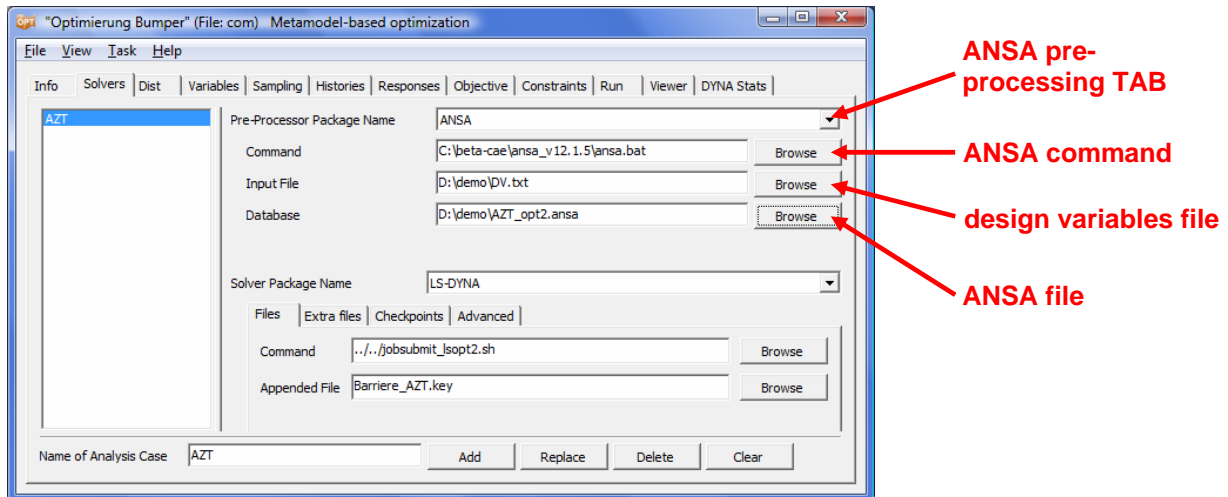 OPT "Optimierung Bumper" (File: com) Metamodel-based optimization
File View Task Help
Info Solvers Dist Variables Sampling Histories Responses Objective Constraints Run Viewer DYNA Stats
AZT
Pre-Processor Package Name ANSA
Command C:\beta-cae\ansa_v12.1.5\ansa.bat Browse
Input File D:\demo\DV.txt Browse
Database D:\demo\AZT_opt2.ansa Browse
Solver Package Name LS-DYNA
Files Extra files Checkpoints Advanced
Command ../../jobsubmit_lsopt2.sh Browse
Appended File Barriere_AZT.key Browse
Name of Analysis Case AZT Add Replace Delete Clear
ANSA pre-
processing TAB
ANSA command
design variables file
ANSA file